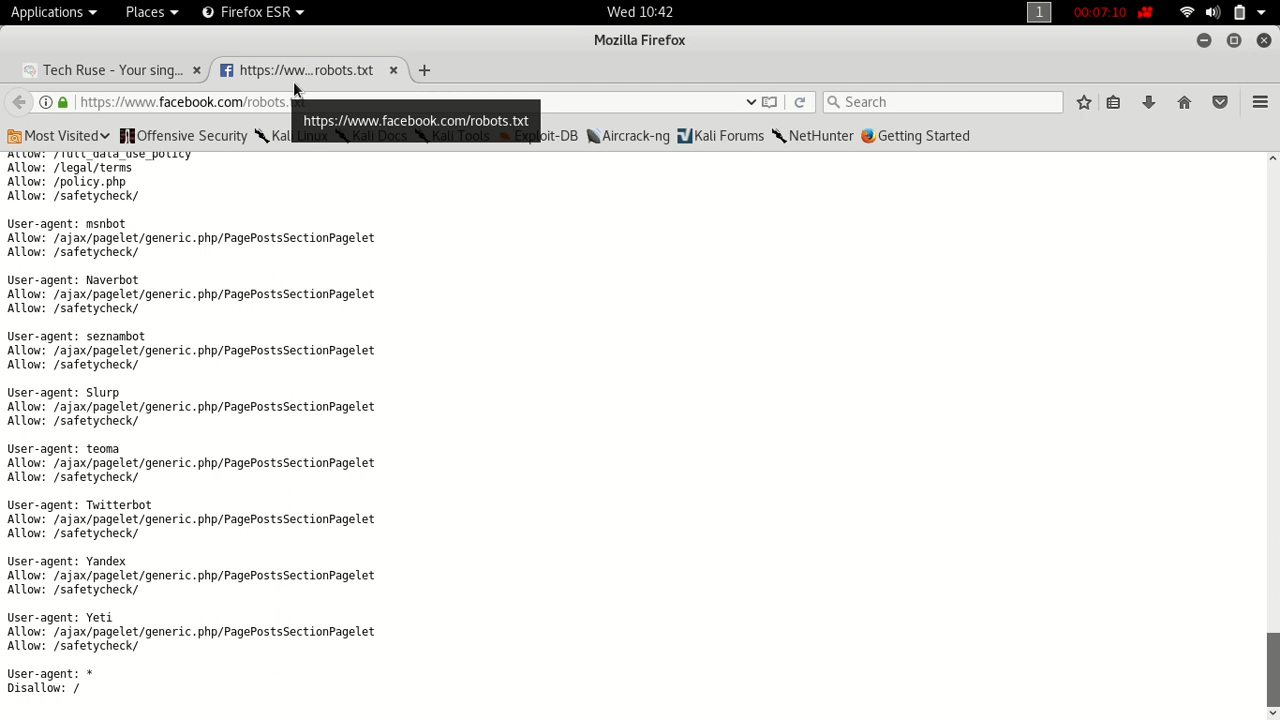 Applications Places Firefox ESR Wed 10:42 1 00:07:10
Mozilla Firefox
Tech Ruse - Your sing... https://ww...robots.txt
https://www.facebook.com/robots. Search
https://www.facebook.com/robots.txt
Most Visited Offensive Security Kali Linux Kali Docs Kali Tools Exploit-DB Aircrack-ng Kali Forums NetHunter Getting Started
Allow: /full_data_use_policy
Allow: /legal/terms
Allow: /policy.php
Allow: /safetycheck/
User-agent: msnbot
Allow: /ajax/pagelet/generic.php/PagePostsSectionPagelet
Allow: /safetycheck/
User-agent: Naverbot
Allow: /ajax/pagelet/generic.php/PagePostsSectionPagelet
Allow: /safetycheck/
User-agent: seznambot
Allow: /ajax/pagelet/generic.php/PagePostsSectionPagelet
Allow: /safetycheck/
User-agent: Slurp
Allow: /ajax/pagelet/generic.php/PagePostsSectionPagelet
Allow: /safetycheck/
User-agent: teoma
Allow: /ajax/pagelet/generic.php/PagePostsSectionPagelet
Allow: /safetycheck/
User-agent: Twitterbot
Allow: /ajax/pagelet/generic.php/PagePostsSectionPagelet
Allow: /safetycheck/
User-agent: Yandex
Allow: /ajax/pagelet/generic.php/PagePostsSectionPagelet
Allow: /safetycheck/
User-agent: Yeti
Allow: /ajax/pagelet/generic.php/PagePostsSectionPagelet
Allow: /safetycheck/
User-agent: *
Disallow: /